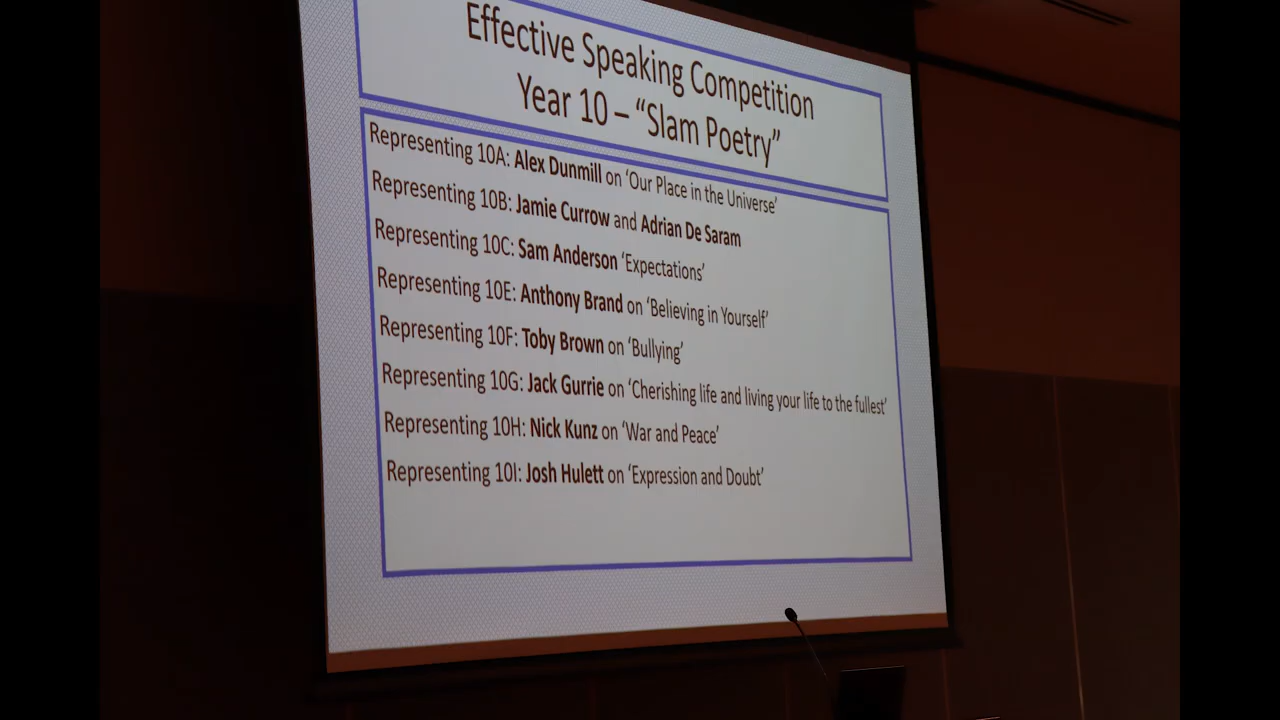 Effective Speaking Competition
Year 10 – “Slam Poetry”
Representing 10A: Alex Dunmill on ‘Our Place in the Universe’
Representing 10B: Jamie Currow and Adrian De Saram
Representing 10C: Sam Anderson ‘Expectations’
Representing 10E: Anthony Brand on ‘Believing in Yourself’
Representing 10F: Toby Brown on ‘Bullying’
Representing 10G: Jack Gurrie on ‘Cherishing life and living your life to the fullest’
Representing 10H: Nick Kunz on ‘War and Peace’
Representing 10I: Josh Hulett on ‘Expression and Doubt’